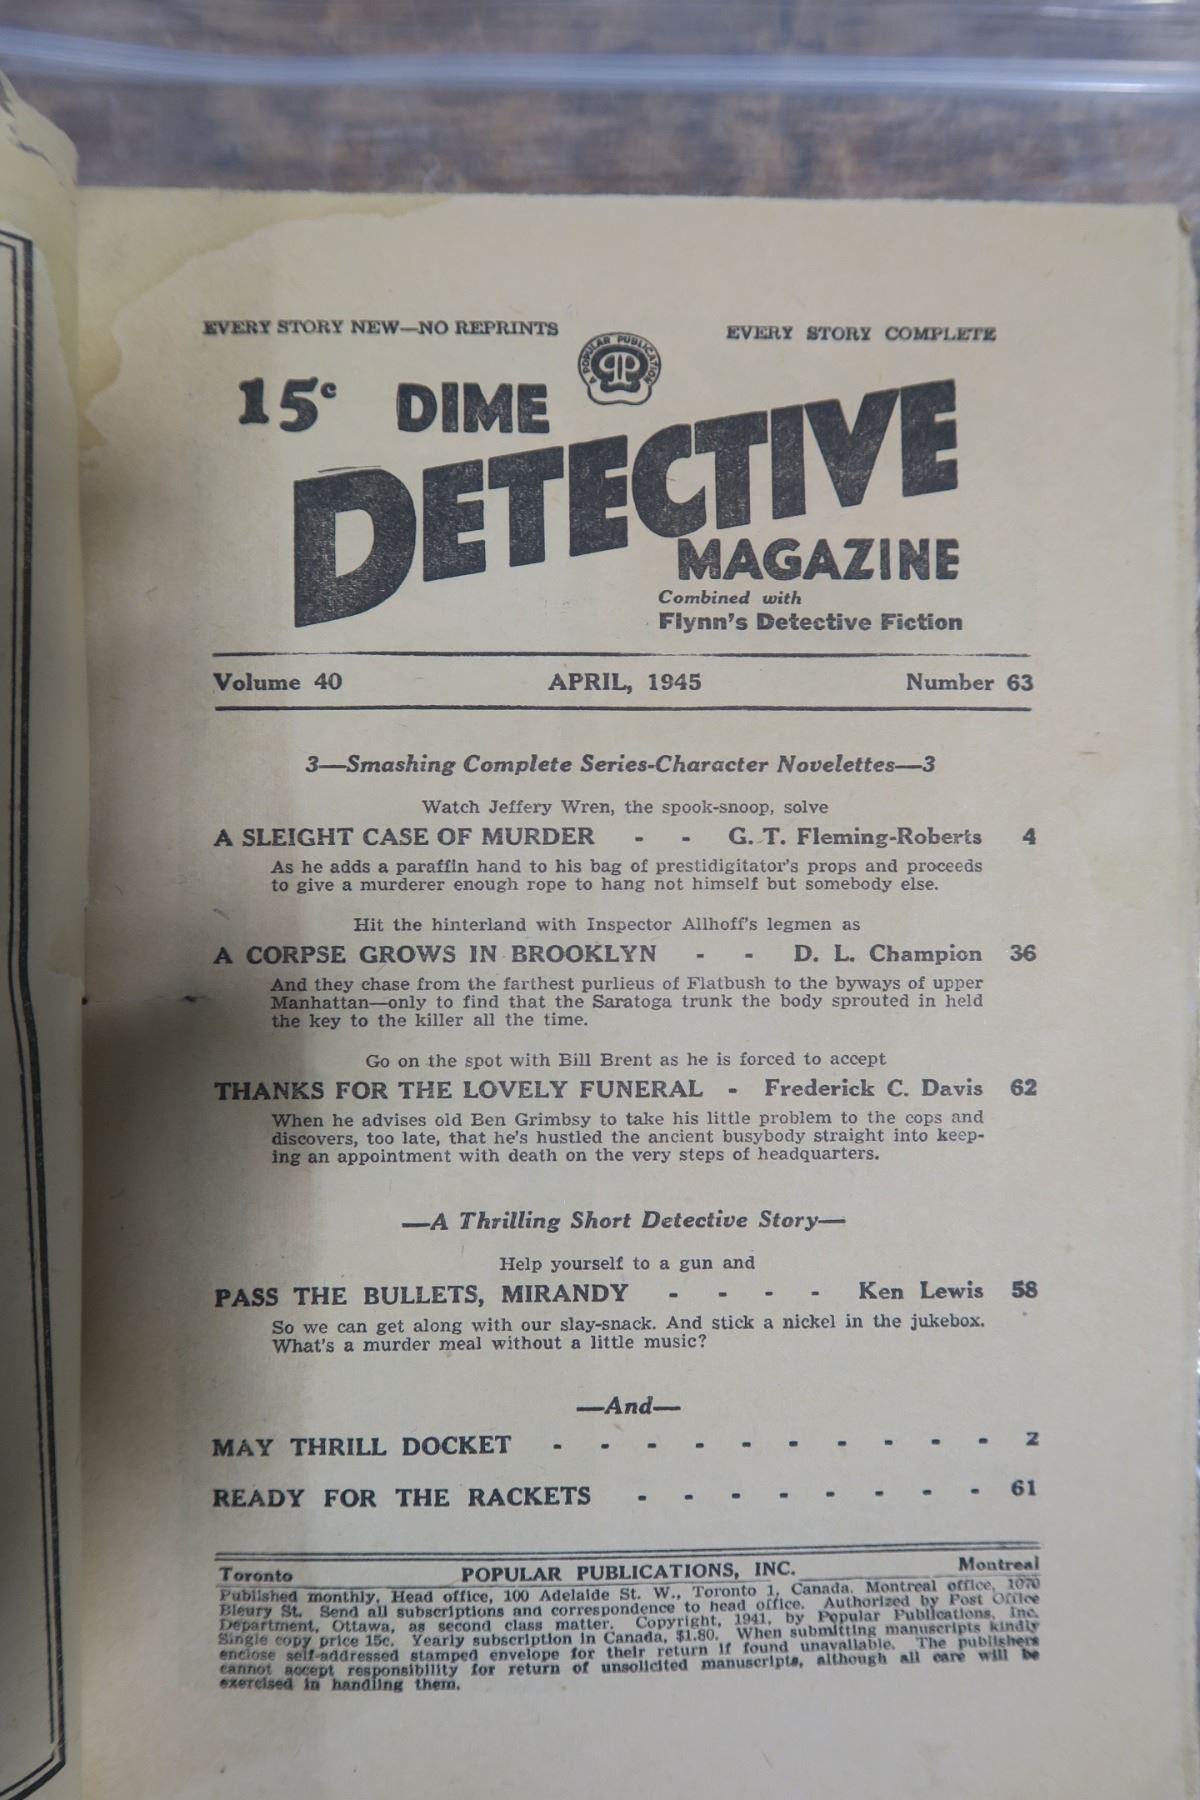 EVERY STORY NEW—NO REPRINTS EVERY STORY COMPLETE
A POPULAR PUBLICATION
15c DIME
DETECTIVE
MAGAZINE
Combined with
Flynn's Detective Fiction
Volume 40 APRIL, 1945 Number 63
3—Smashing Complete Series-Character Novelettes—3
Watch Jeffery Wren, the spook-snoop, solve
A SLEIGHT CASE OF MURDER - - G. T. Fleming-Roberts 4
As he adds a paraffin hand to his bag of prestidigitator's props and proceeds
to give a murderer enough rope to hang not himself but somebody else.
Hit the hinterland with Inspector Allhoff's legmen as
A CORPSE GROWS IN BROOKLYN - - D. L. Champion 36
And they chase from the farthest purlieus of Flatbush to the byways of upper
Manhattan—only to find that the Saratoga trunk the body sprouted in held
the key to the killer all the time.
Go on the spot with Bill Brent as he is forced to accept
THANKS FOR THE LOVELY FUNERAL - Frederick C. Davis 62
When he advises old Ben Grimbsy to take his little problem to the cops and
discovers, too late, that he's hustled the ancient busybody straight into keep-
ing an appointment with death on the very steps of headquarters.
—A Thrilling Short Detective Story—
Help yourself to a gun and
PASS THE BULLETS, MIRANDY - - - - Ken Lewis 58
So we can get along with our slay-snack. And stick a nickel in the jukebox.
What's a murder meal without a little music?
—And—
MAY THRILL DOCKET - - - - - - - - - - 2
READY FOR THE RACKETS - - - - - - - - 61
Toronto POPULAR PUBLICATIONS, INC. Montreal
Published monthly. Head office, 100 Adelaide St. W., Toronto 1, Canada. Montreal office, 1070
Bleury St. Send all subscriptions and correspondence to head office. Authorized by Post Office
Department, Ottawa, as second class matter. Copyright, 1941, by Popular Publications, Inc.
Single copy price 15c. Yearly subscription in Canada, $1.80. When submitting manuscripts kindly
enclose self-addressed stamped envelope for their return if found unavailable. The publishers
cannot accept responsibility for return of unsolicited manuscripts, although all care will be
exercised in handling them.